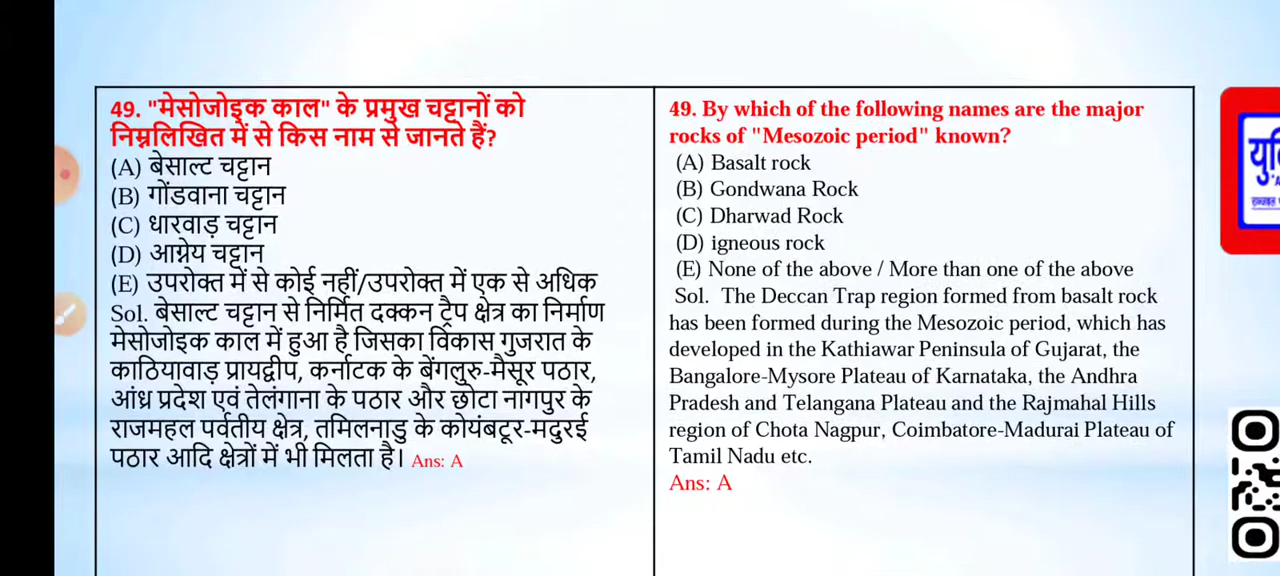 49. "मेसोजोइक काल" के प्रमुख चट्टानों को
निम्नलिखित में से किस नाम से जानते हैं?
(A) बेसाल्ट चट्टान
(B) गोंडवाना चट्टान
(C) धारवाड़ चट्टान
(D) आग्नेय चट्टान
(E) उपरोक्त में से कोई नहीं/उपरोक्त में एक से अधिक
Sol. बेसाल्ट चट्टान से निर्मित दक्कन ट्रैप क्षेत्र का निर्माण
मेसोजोइक काल में हुआ है जिसका विकास गुजरात के
काठियावाड़ प्रायद्वीप, कर्नाटक के बेंगलुरु-मैसूर पठार,
आंध्र प्रदेश एवं तेलंगाना के पठार और छोटा नागपुर के
राजमहल पर्वतीय क्षेत्र, तमिलनाडु के कोयंबटूर-मदुरई
पठार आदि क्षेत्रों में भी मिलता है। Ans: A
49. By which of the following names are the major
rocks of "Mesozoic period" known?
(A) Basalt rock
(B) Gondwana Rock
(C) Dharwad Rock
(D) igneous rock
(E) None of the above / More than one of the above
Sol. The Deccan Trap region formed from basalt rock
has been formed during the Mesozoic period, which has
developed in the Kathiawar Peninsula of Gujarat, the
Bangalore-Mysore Plateau of Karnataka, the Andhra
Pradesh and Telangana Plateau and the Rajmahal Hills
region of Chota Nagpur, Coimbatore-Madurai Plateau of
Tamil Nadu etc.
Ans: A